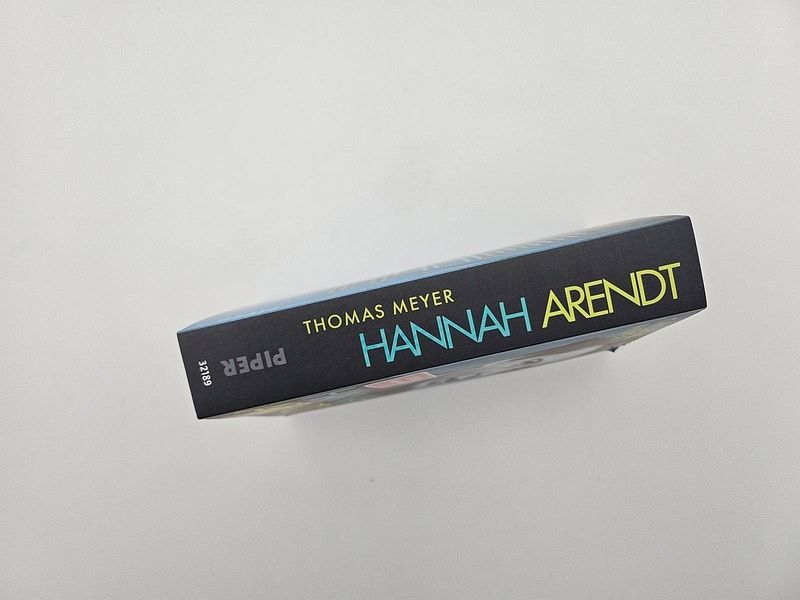 THOMAS MEYER
HANNAH ARENDT
PIPER
32189